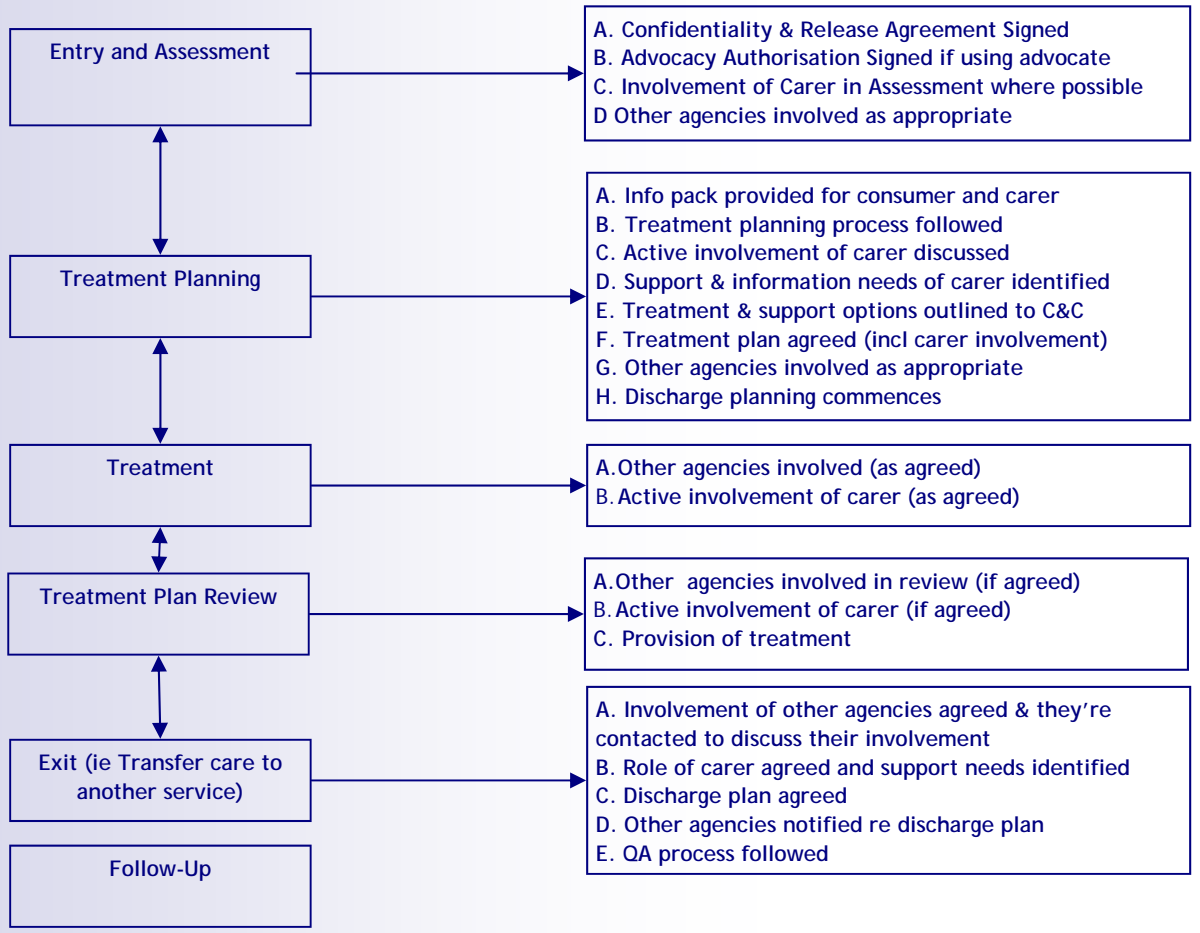 Entry and Assessment
A. Confidentiality & Release Agreement Signed
B. Advocacy Authorisation Signed if using advocate
C. Involvement of Carer in Assessment where possible
D Other agencies involved as appropriate
Treatment Planning
A. Info pack provided for consumer and carer
B. Treatment planning process followed
C. Active involvement of carer discussed
D. Support & information needs of carer identified
E. Treatment & support options outlined to C&C
F. Treatment plan agreed (incl carer involvement)
G. Other agencies involved as appropriate
H. Discharge planning commences
Treatment
A.Other agencies involved (as agreed)
B.Active involvement of carer (as agreed)
Treatment Plan Review
A.Other agencies involved in review (if agreed)
B.Active involvement of carer (if agreed)
C. Provision of treatment
Exit (ie Transfer care to
another service)
A. Involvement of other agencies agreed & they're
contacted to discuss their involvement
B. Role of carer agreed and support needs identified
C. Discharge plan agreed
D. Other agencies notified re discharge plan
E. QA process followed
Follow-Up